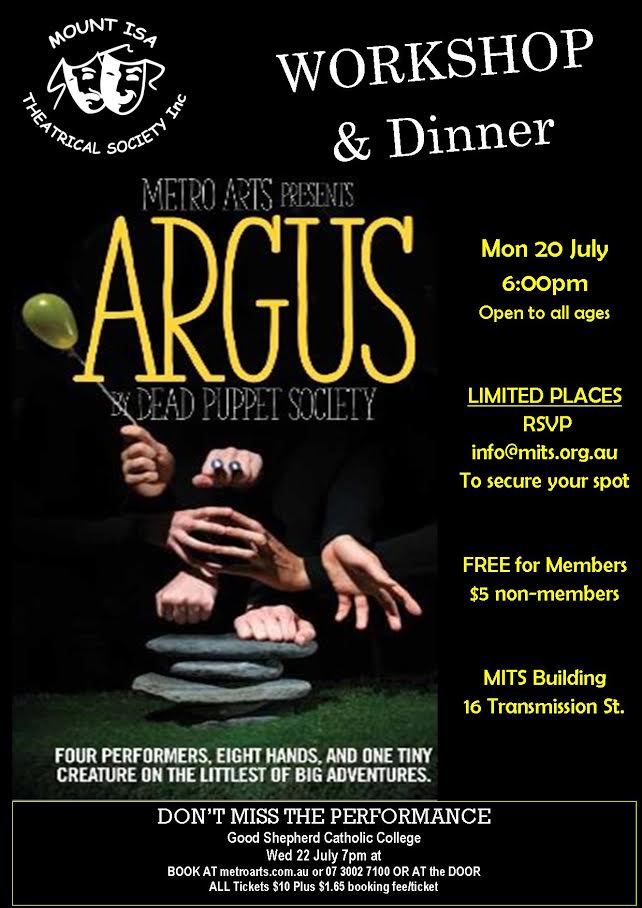 MOUNT ISA
THEATRICAL SOCIETY Inc
WORKSHOP
& Dinner
METRO ARTS PRESENTS
ARGUS
BY DEAD PUPPET SOCIETY
Mon 20 July
6:00pm
Open to all ages
LIMITED PLACES
RSVP
info@mits.org.au
To secure your spot
FREE for Members
$5 non-members
MITS Building
16 Transmission St.
FOUR PERFORMERS, EIGHT HANDS, AND ONE TINY
CREATURE ON THE LITTLEST OF BIG ADVENTURES.
DON'T MISS THE PERFORMANCE
Good Shepherd Catholic College
Wed 22 July 7pm at
BOOK AT metroarts.com.au or 07 3002 7100 OR AT the DOOR
ALL Tickets $10 Plus $1.65 booking fee/ticket